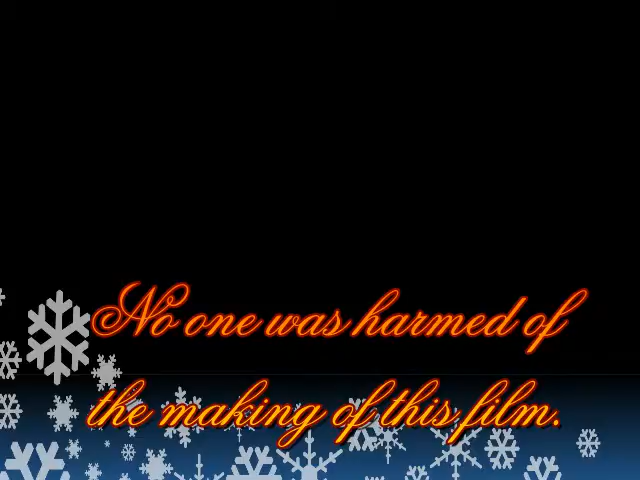 No one was harmed of
the making of this film.